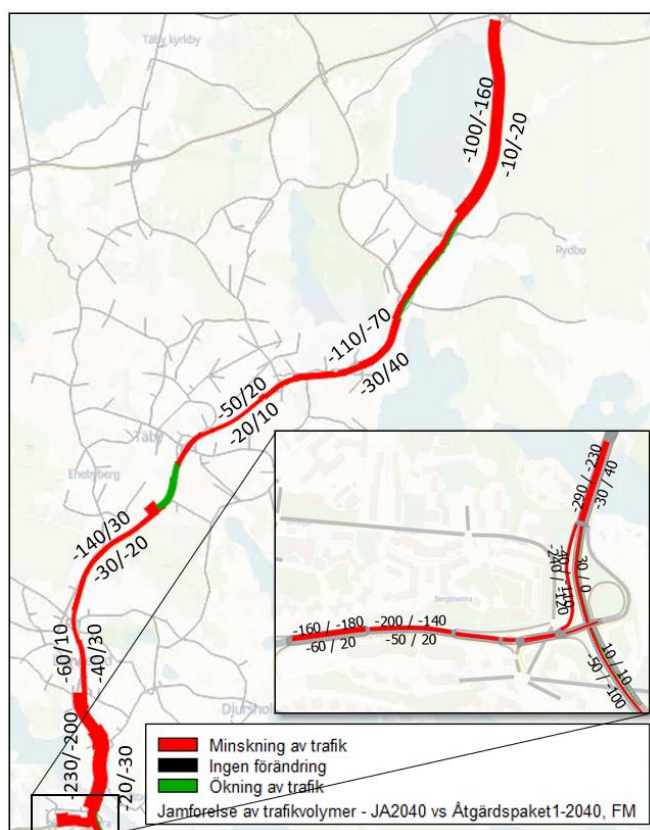 Täby kyrkby
-100/-160
-10/-20
Rydbo
-110/-70
-30/40
-50/20
-20/10
Täby
Enebyberg
-140/30
-30/-20
-60/10
-40/30
-230/-200
-20/-30
-290 / -230
-30 / 40
30 / 0
Bergshamra
-160 / -180
-200 / -140
-60 / 20
-50 / 20
10 / 10
-50 / -100
Minskning av trafik
Ingen förändring
Ökning av trafik
Jamforelse av trafikvolymer - JA2040 vs Åtgärdspaket1-2040, FM